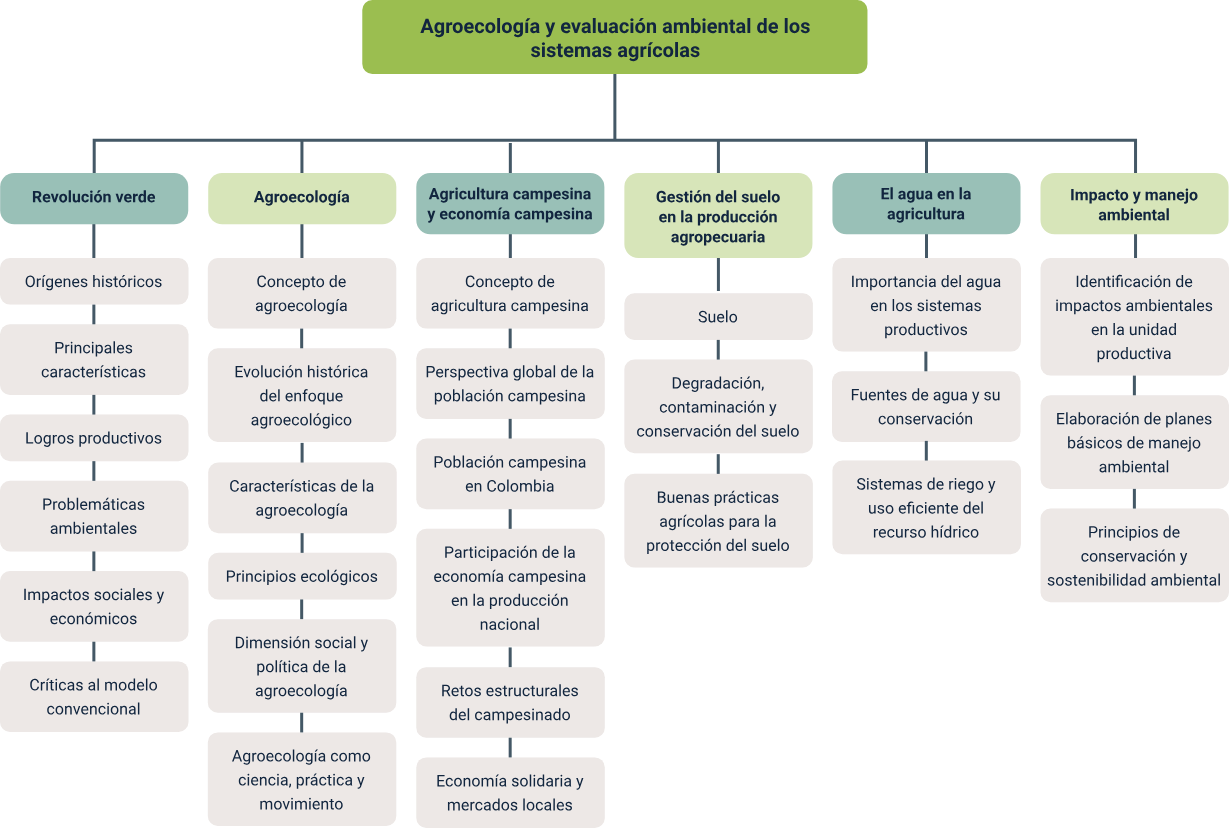 Agroecología y evaluación ambiental de los
sistemas agrícolas
Revolución verde
Orígenes históricos
Principales
características
Logros productivos
Problemáticas
ambientales
Impactos sociales y
económicos
Críticas al modelo
convencional
Agroecología
Concepto de
agroecología
Evolución histórica
del enfoque
agroecológico
Características de la
agroecología
Principios ecológicos
Dimensión social y
política de la
agroecología
Agroecología como
ciencia, práctica y
movimiento
Agricultura campesina
y economía campesina
Concepto de
agricultura campesina
Perspectiva global de la
población campesina
Población campesina
en Colombia
Participación de la
economía campesina
en la producción
nacional
Retos estructurales
del campesinado
Economía solidaria y
mercados locales
Gestión del suelo
en la producción
agropecuaria
Suelo
Degradación,
contaminación y
conservación del suelo
Buenas prácticas
agrícolas para la
protección del suelo
El agua en la
agricultura
Importancia del agua
en los sistemas
productivos
Fuentes de agua y su
conservación
Sistemas de riego y
uso eficiente del
recurso hídrico
Impacto y manejo
ambiental
Identificación de
impactos ambientales
en la unidad
productiva
Elaboración de planes
básicos de manejo
ambiental
Principios de
conservación y
sostenibilidad ambiental